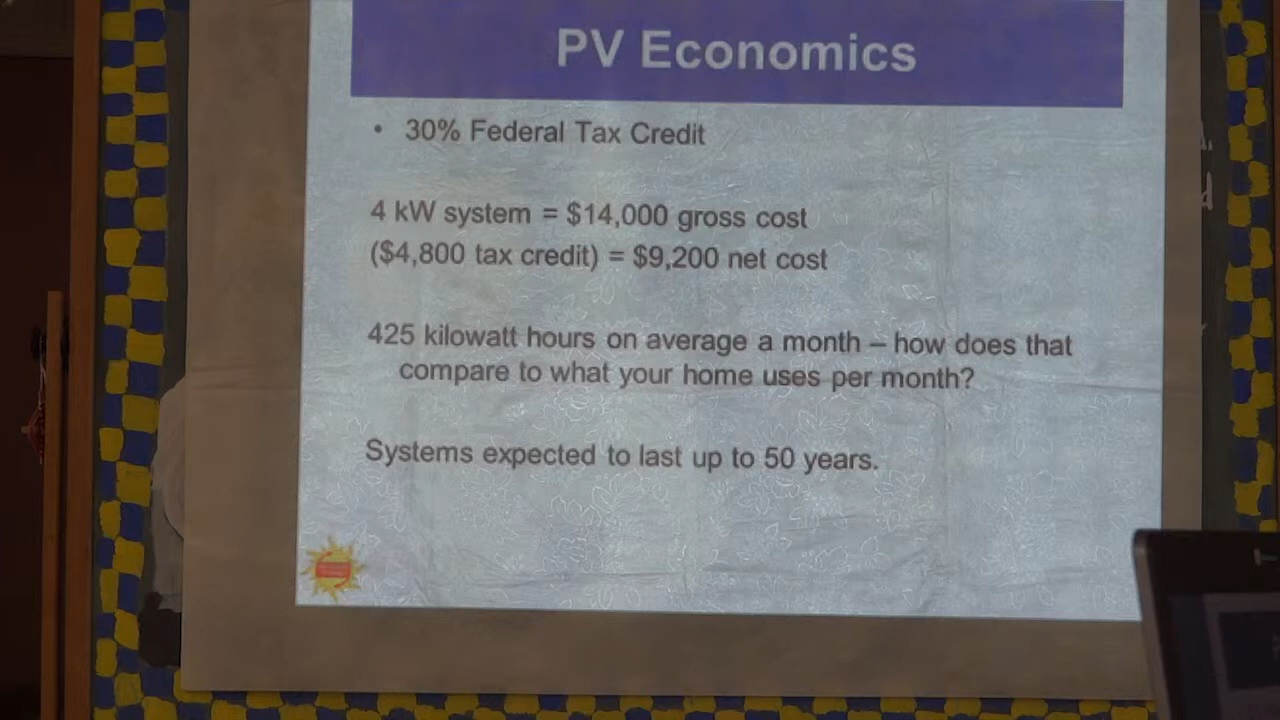 PV Economics
• 30% Federal Tax Credit
4 kW system = $14,000 gross cost
($4,800 tax credit) = $9,200 net cost
425 kilowatt hours on average a month – how does that
compare to what your home uses per month?
Systems expected to last up to 50 years.